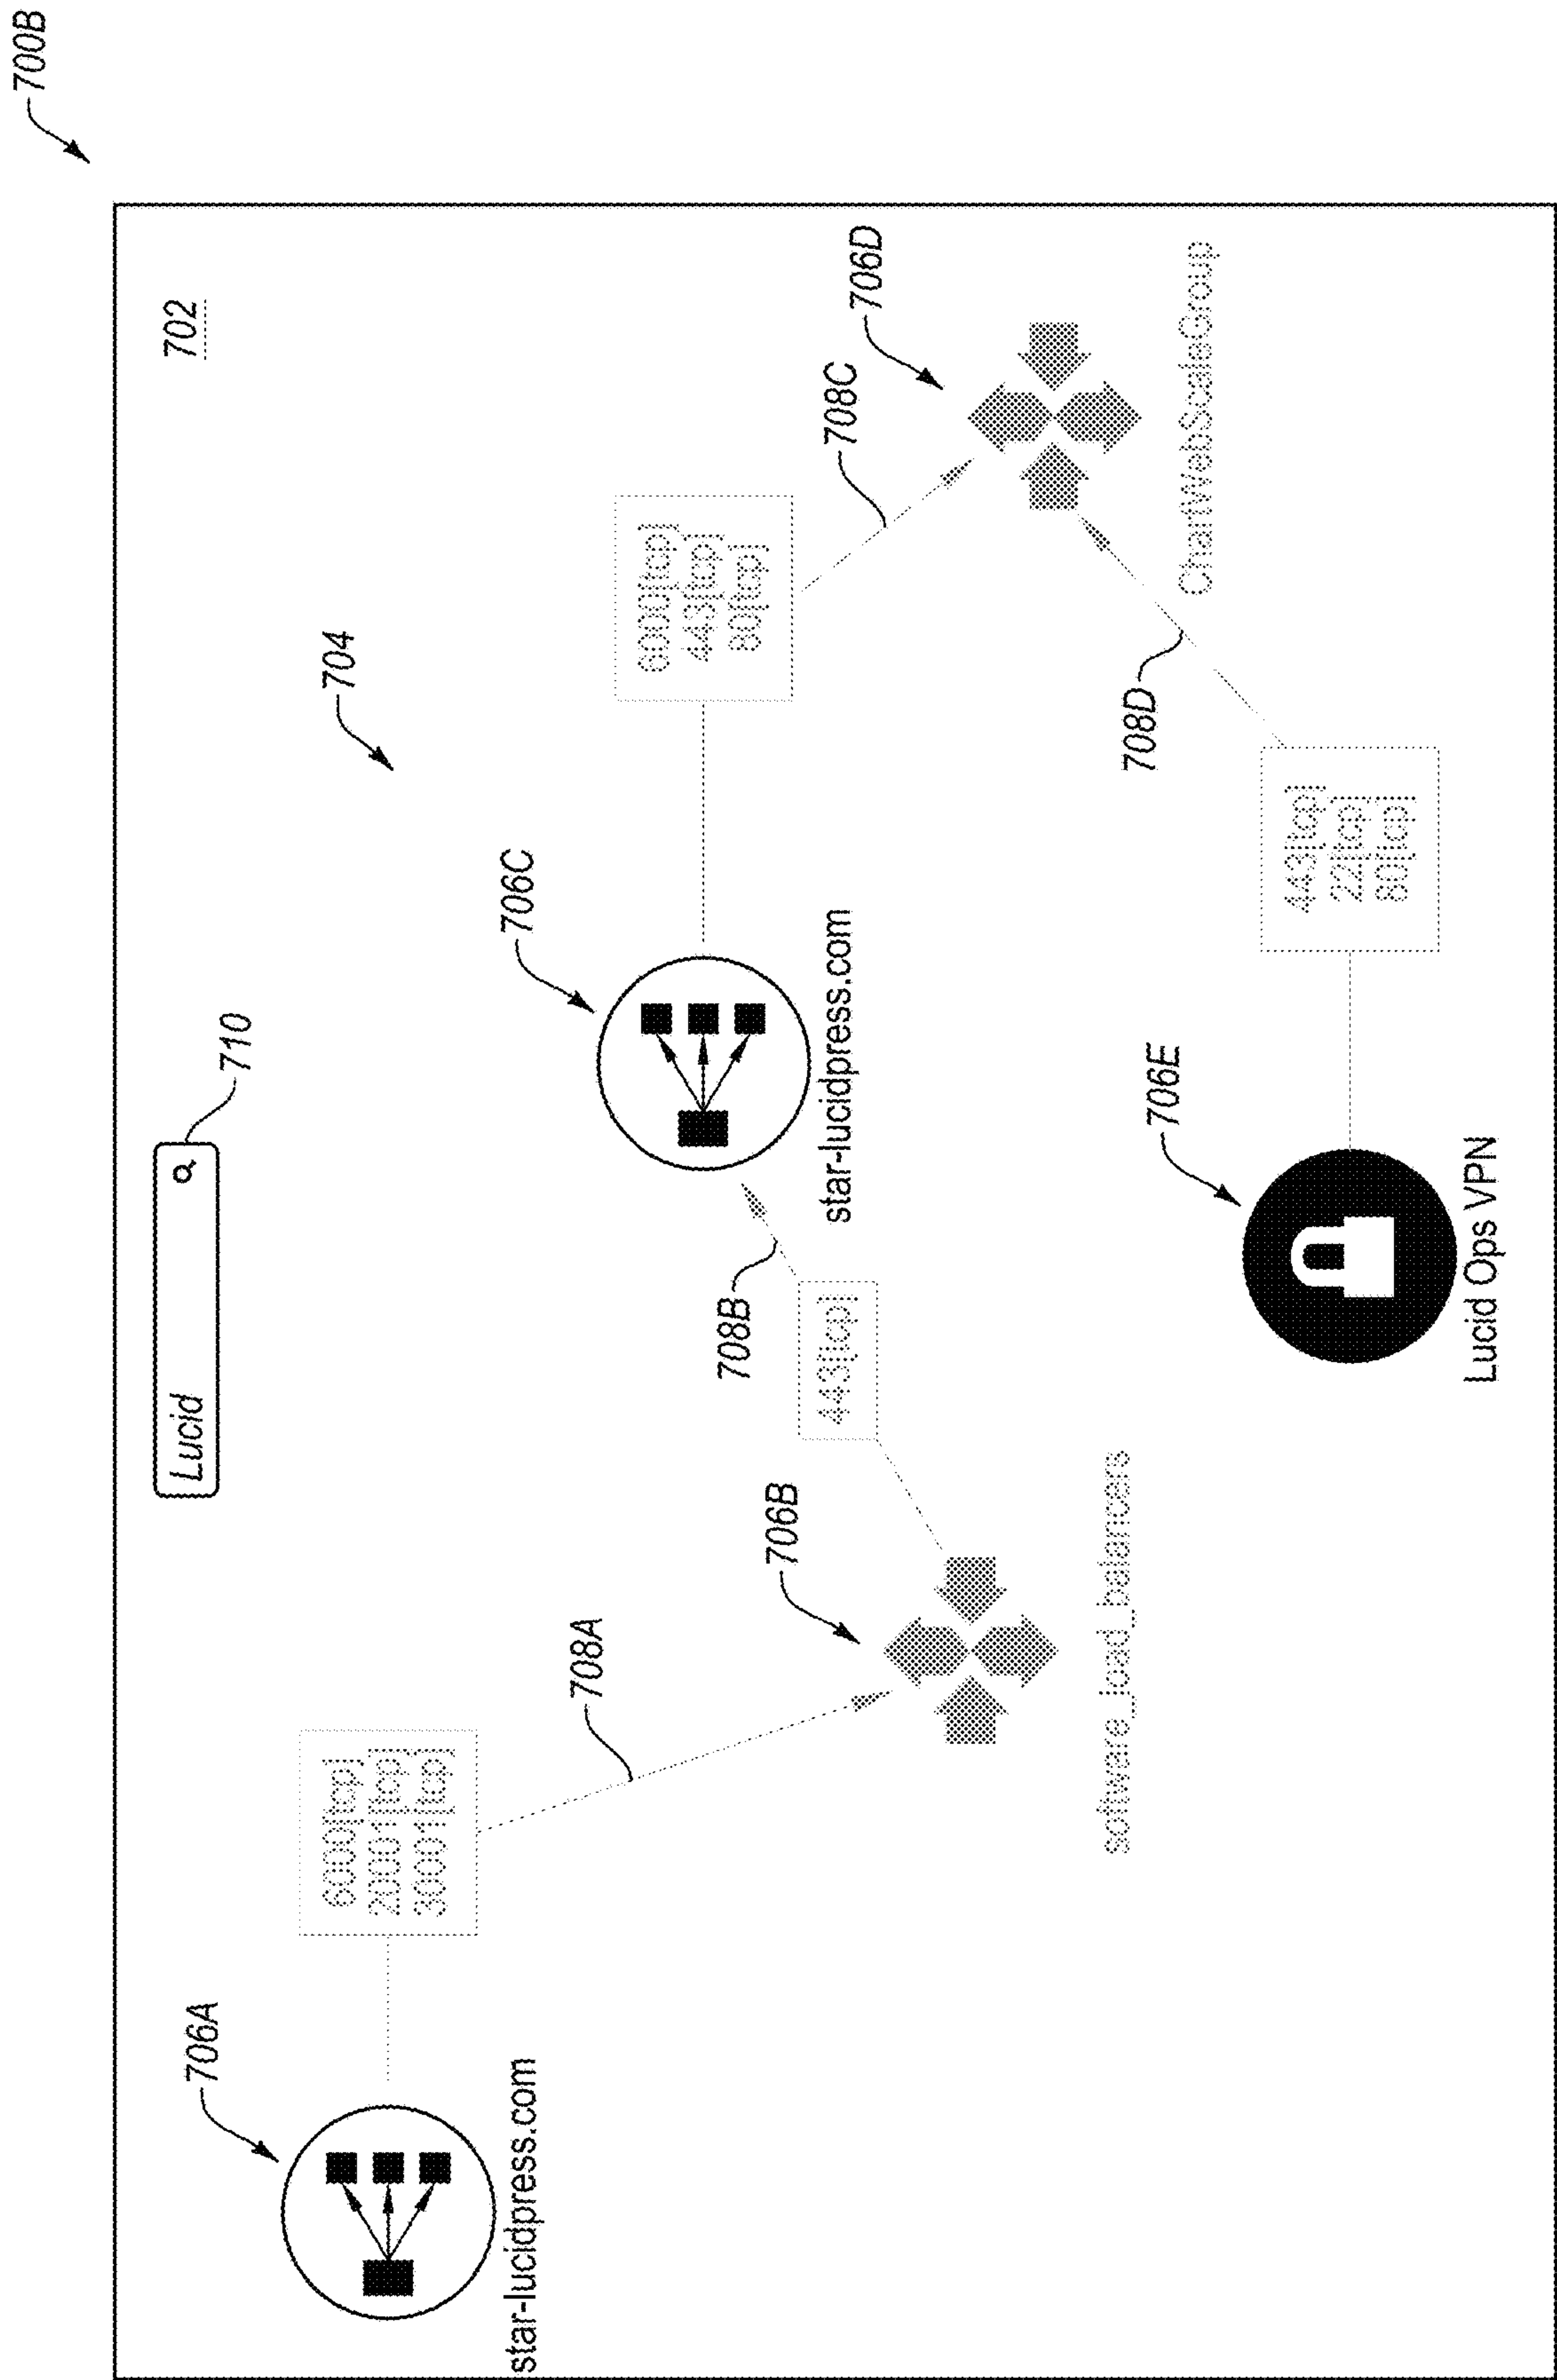 700B
702
Lucid
710
704
706A
star-lucidpress.com
6000[tcp]
20001[tcp]
30001[tcp]
708A
706B
software_load_balancers
443[tcp]
708B
706C
star-lucidpress.com
6000[tcp]
443[tcp]
80[tcp]
708C
706D
ChartWebScaleGroup
708D
443[tcp]
22[tcp]
80[tcp]
706E
Lucid Ops VPN